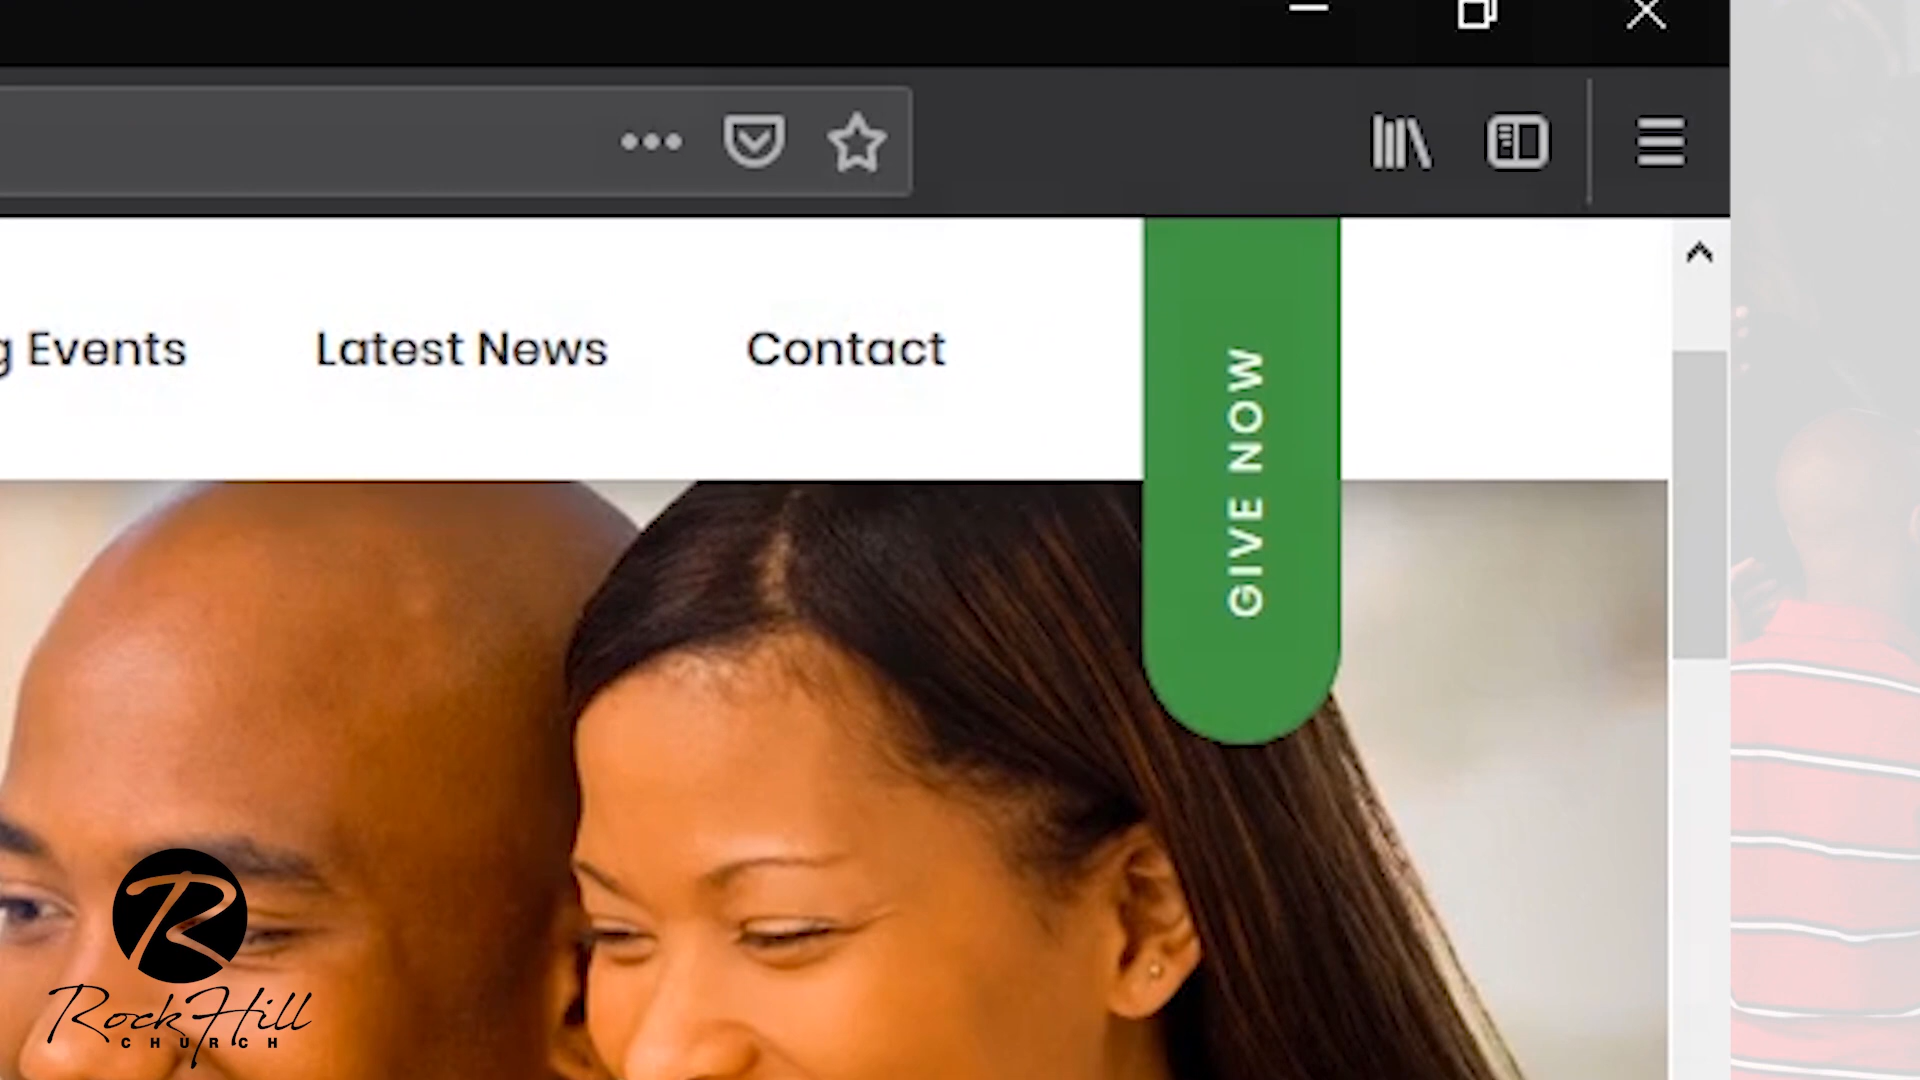 g Events
Latest News
Contact
GIVE NOW
Rock Hill
CHURCH